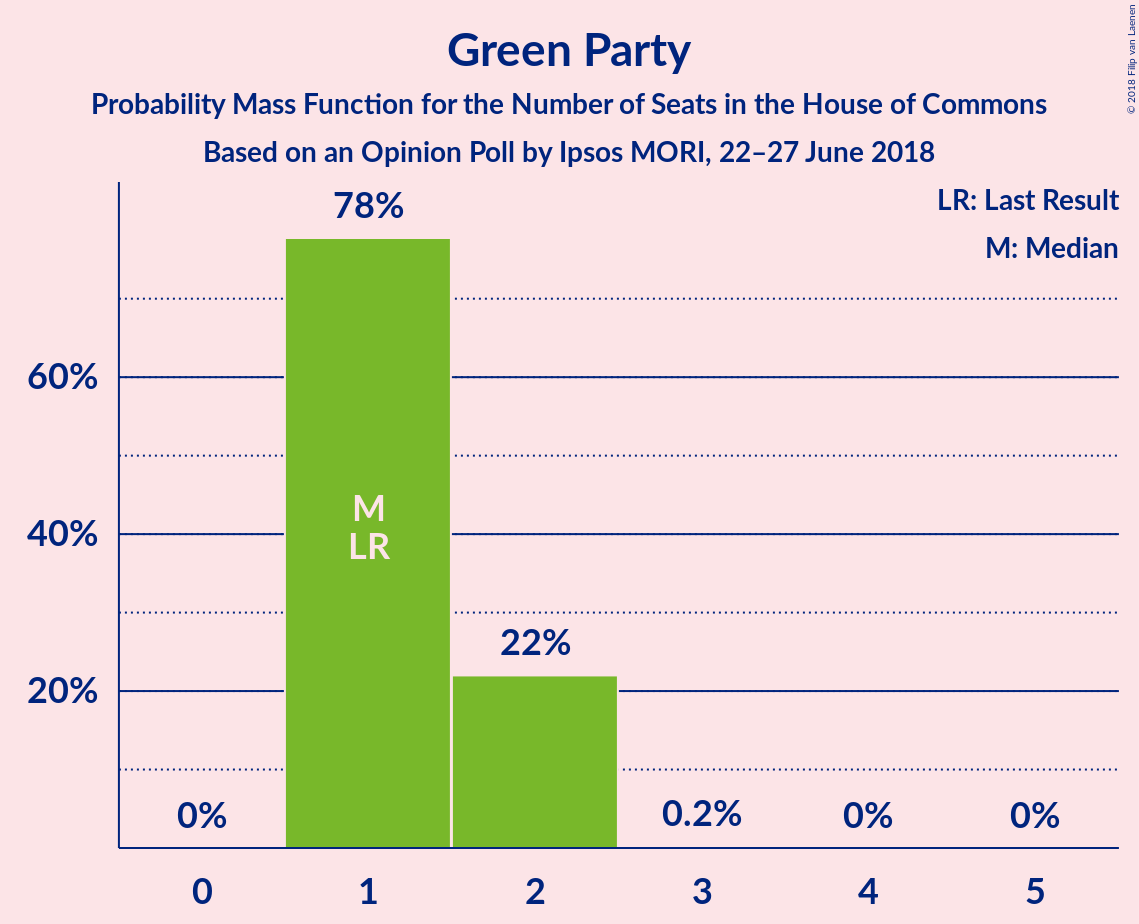 Green Party
Probability Mass Function for the Number of Seats in the House of Commons
Based on an Opinion Poll by Ipsos MORI, 22–27 June 2018
© 2018 Filip van Laenen
LR: Last Result
M: Median
78%
60%
M
40%
LR
22%
20%
0%
0.2%
0%
0%
0
1
2
3
4
5